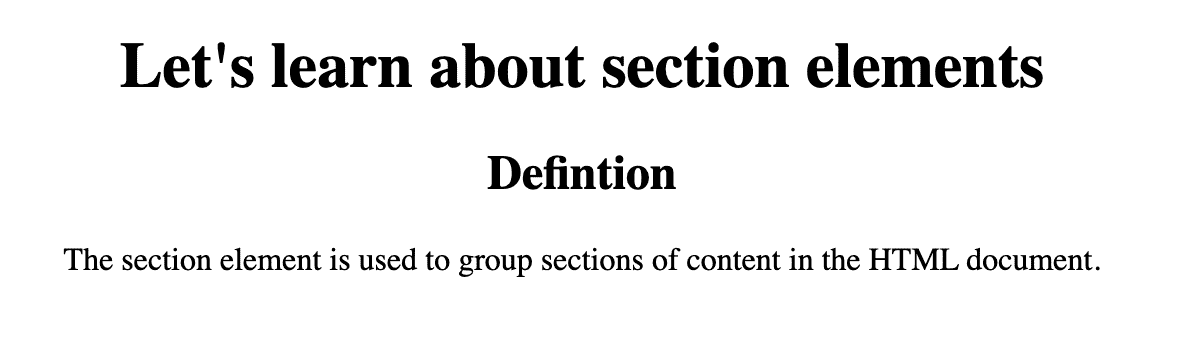 Let's learn about section elements
Defintion
The section element is used to group sections of content in the HTML document.